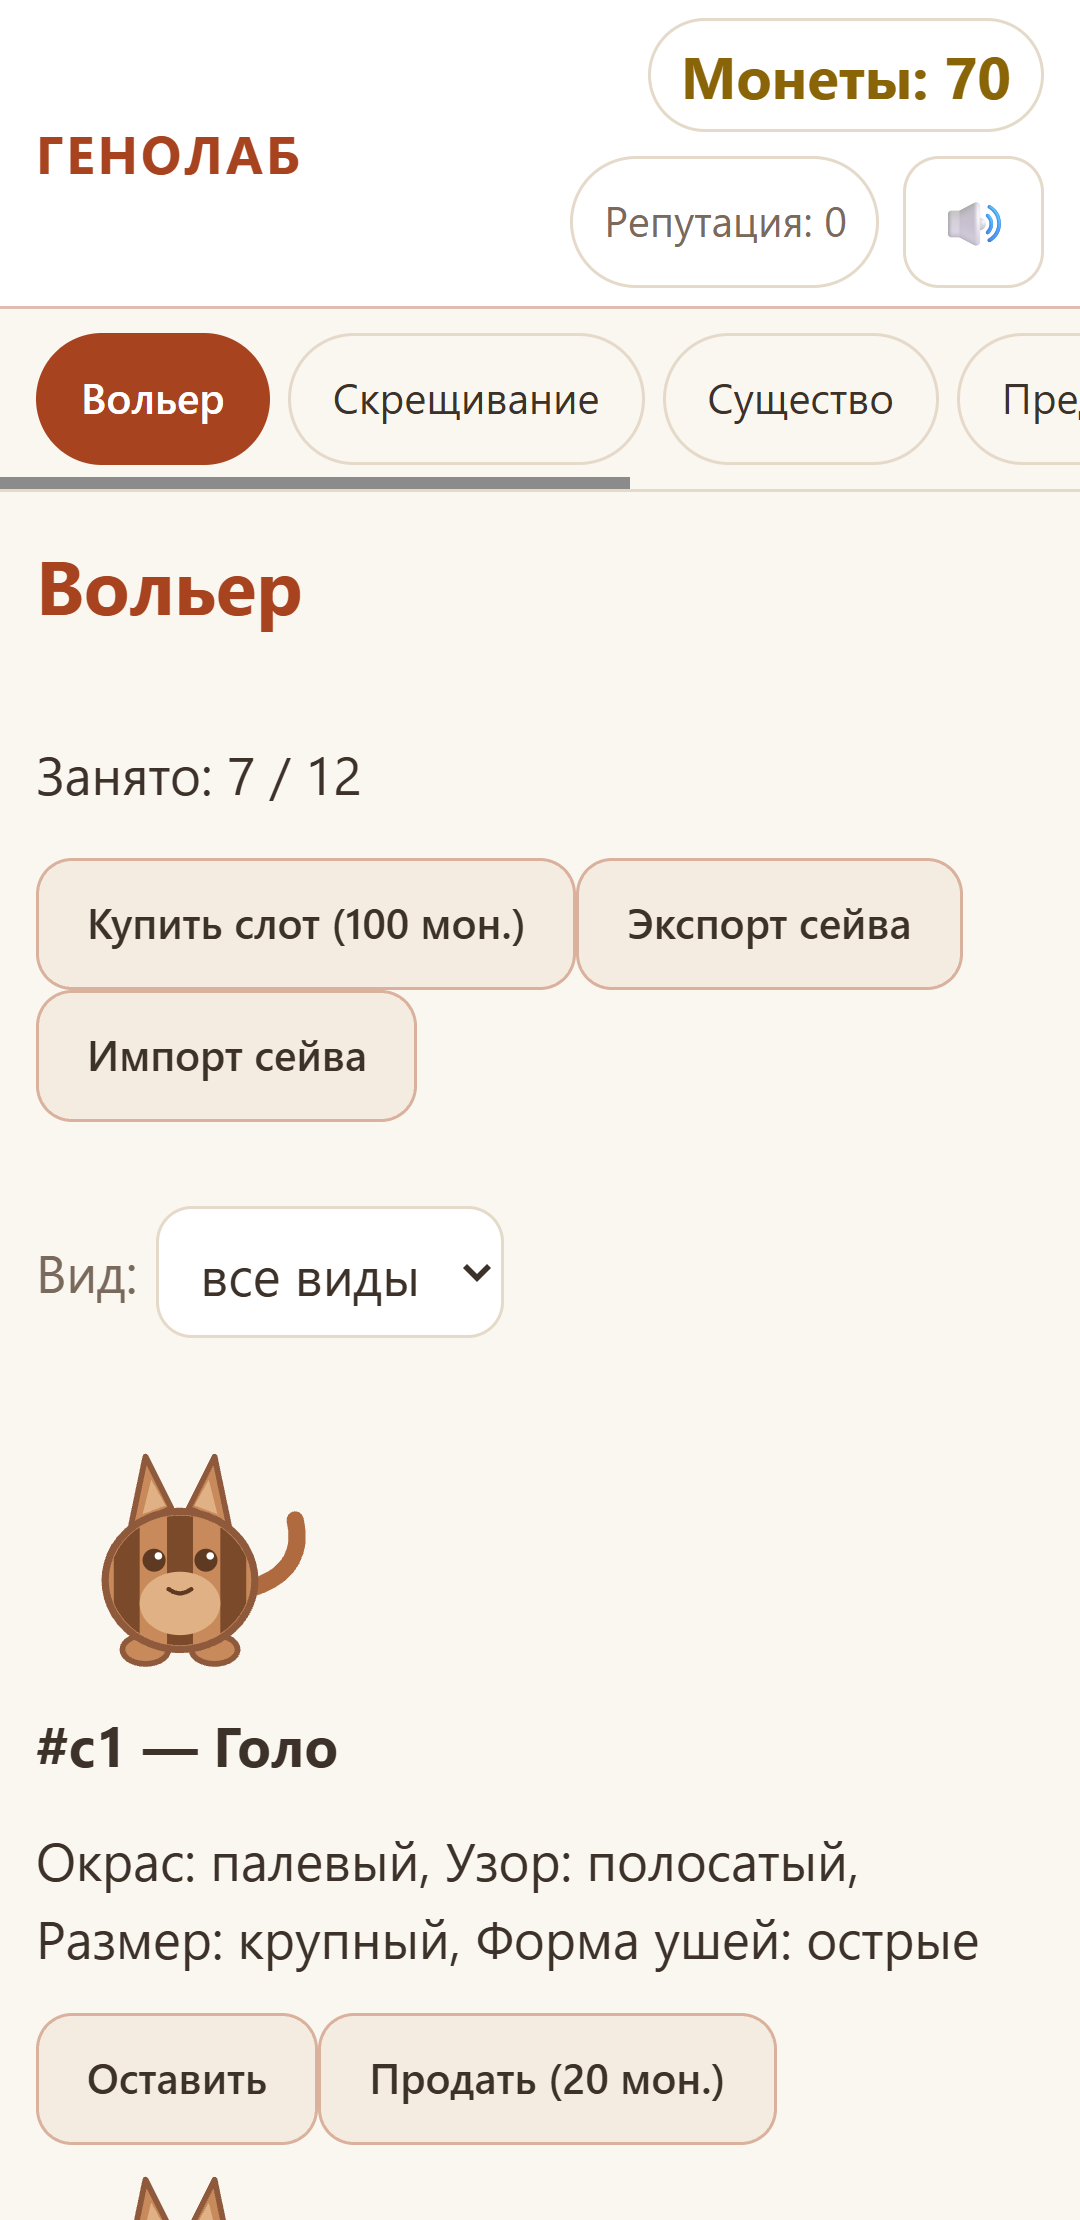 ГЕНОЛАБ
Монеты: 70
Репутация: 0
Вольер
Скрещивание
Существо
Вольер
Занято: 7 / 12
Купить слот (100 мон.)
Экспорт сейва
Импорт сейва
Вид:
все виды
#c1 — Голо
Окрас: палевый, Узор: полосатый,
Размер: крупный, Форма ушей: острые
Оставить
Продать (20 мон.)